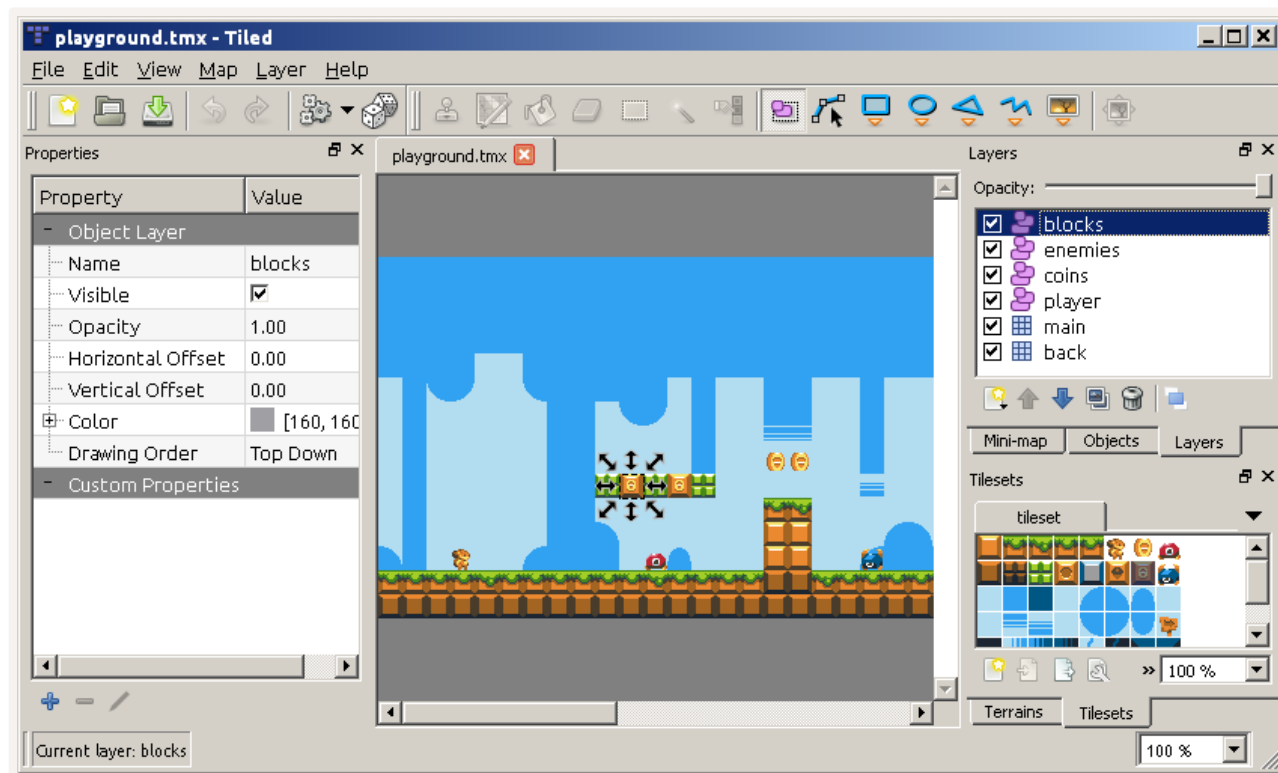 playground.tmx - Tiled
File Edit View Map Layer Help
Properties
Property Value
Object Layer
Name blocks
Visible
Opacity 1.00
Horizontal Offset 0.00
Vertical Offset 0.00
Color [160, 160
Drawing Order Top Down
Custom Properties
Current layer: blocks
playground.tmx
Layers
Opacity:
blocks
enemies
coins
player
main
back
Mini-map Objects Layers
Tilesets
tileset
» 100 %
Terrains Tilesets
100 %